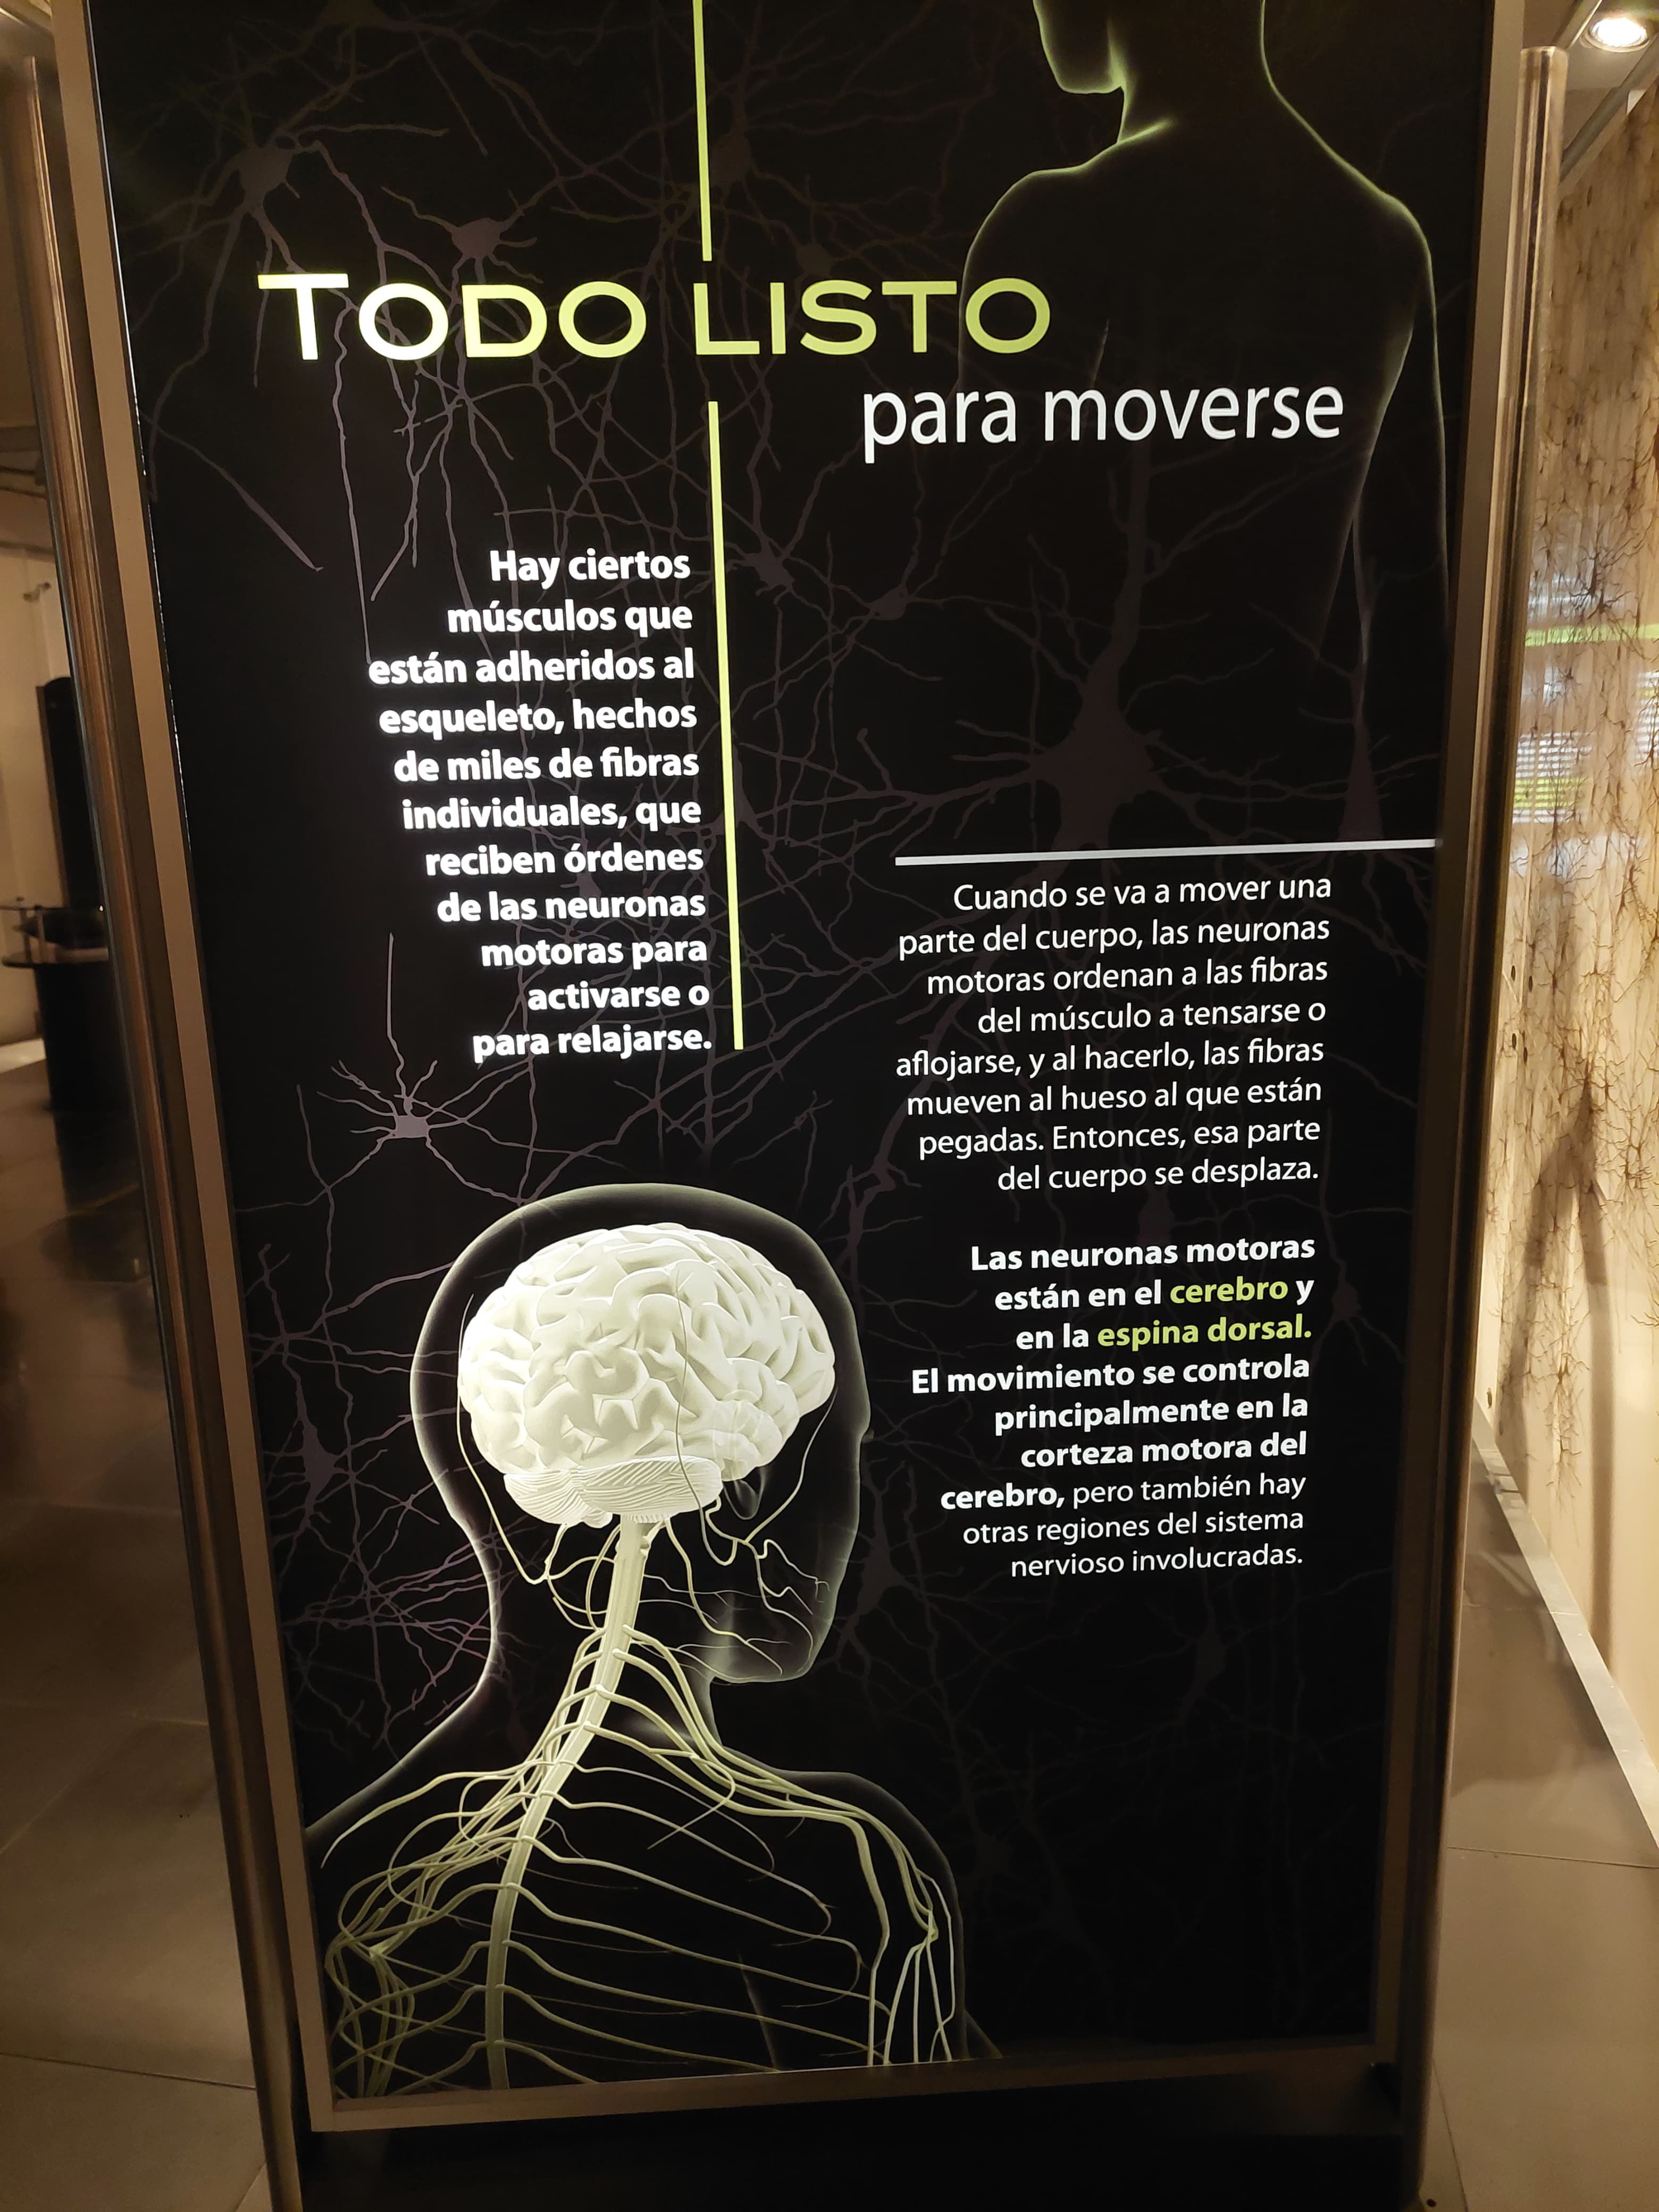 TODO LISTO
para moverse
Hay ciertos
músculos que
están adheridos al
esqueleto, hechos
de miles de fibras
individuales, que
reciben órdenes
de las neuronas
motoras para
activarse o
para relajarse.
Cuando se va a mover una
parte del cuerpo, las neuronas
motoras ordenan a las fibras
del músculo a tensarse o
aflojarse, y al hacerlo, las fibras
mueven al hueso al que están
pegadas. Entonces, esa parte
del cuerpo se desplaza.
Las neuronas motoras
están en el cerebro y
en la espina dorsal.
El movimiento se controla
principalmente en la
corteza motora del
cerebro, pero también hay
otras regiones del sistema
nervioso involucradas.